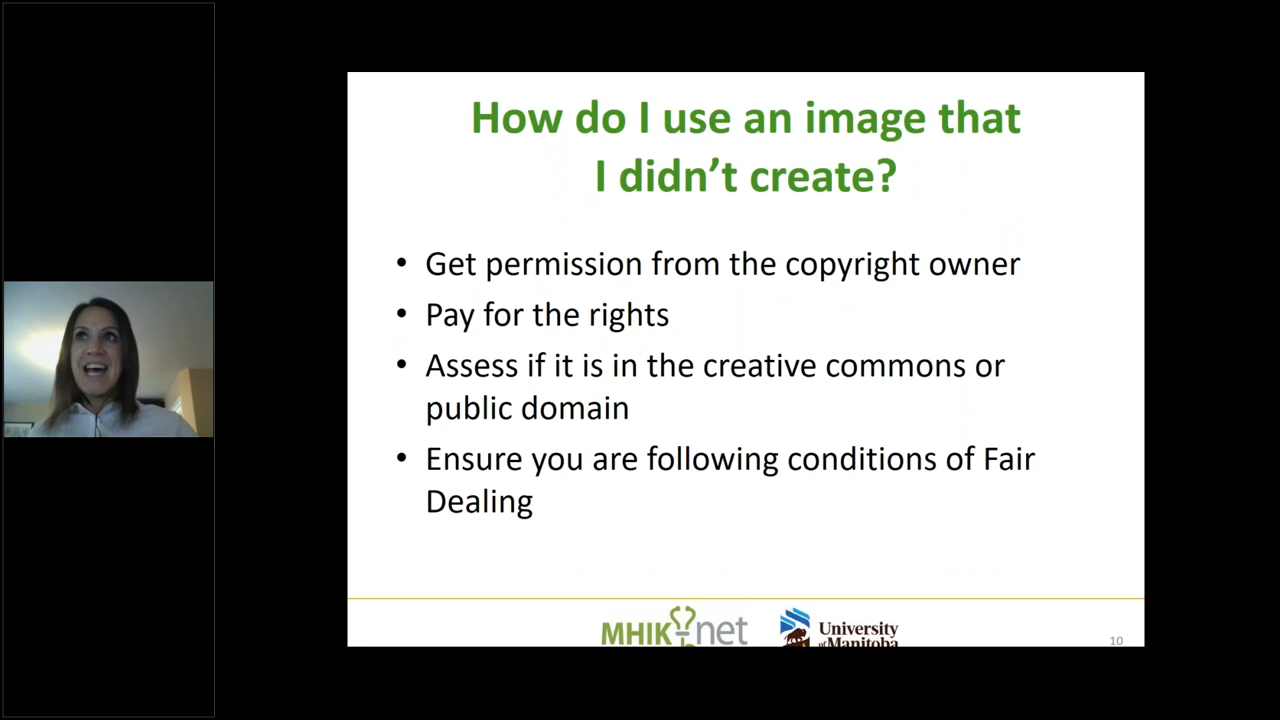 How do I use an image that
I didn’t create?
• Get permission from the copyright owner
• Pay for the rights
• Assess if it is in the creative commons or
public domain
• Ensure you are following conditions of Fair
Dealing
MHIKnet
University
of Manitoba
10